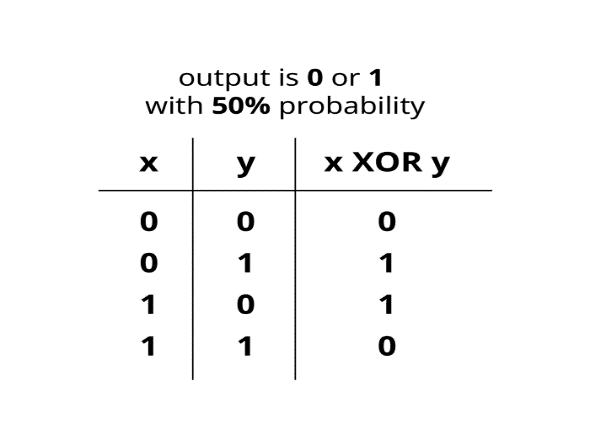 output is 0 or 1
with 50% probability
x y x XOR y
0 0 0
0 1 1
1 0 1
1 1 0